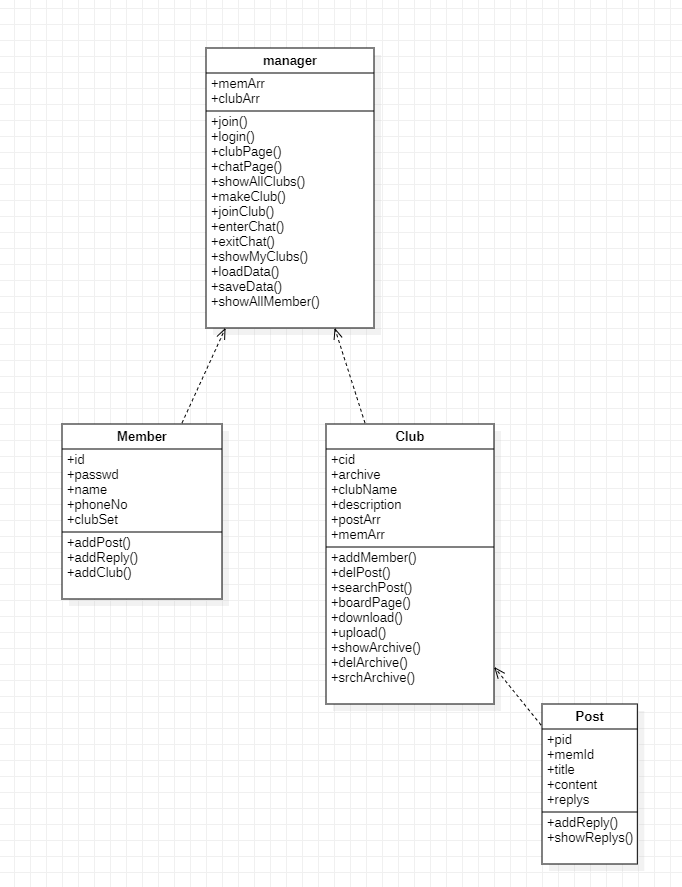 manager
+memArr
+clubArr
+join()
+login()
+clubPage()
+chatPage()
+showAllClubs()
+makeClub()
+joinClub()
+enterChat()
+exitChat()
+showMyClubs()
+loadData()
+saveData()
+showAllMember()
Member
+id
+passwd
+name
+phoneNo
+clubSet
+addPost()
+addReply()
+addClub()
Club
+cid
+archive
+clubName
+description
+postArr
+memArr
+addMember()
+delPost()
+searchPost()
+boardPage()
+download()
+upload()
+showArchive()
+delArchive()
+srchArchive()
Post
+pid
+memId
+title
+content
+replys
+addReply()
+showReplys()